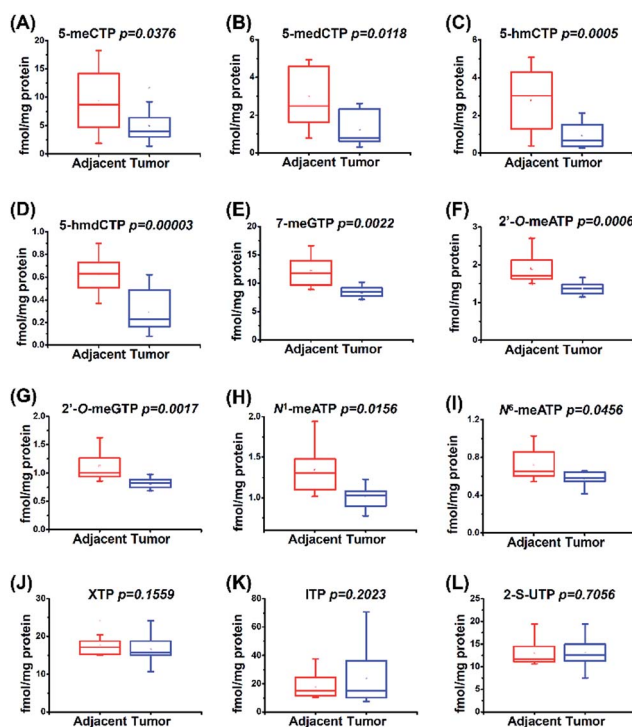 (A) 5-meCTP p=0.0376
fmol/mg protein
20
15
10
5
0
Adjacent Tumor
(B) 5-medCTP p=0.0118
fmol/mg protein
6
4
2
0
Adjacent Tumor
(C) 5-hmCTP p=0.0005
fmol/mg protein
6
4
2
0
Adjacent Tumor
(D) 5-hmdCTP p=0.00003
fmol/mg protein
1.0
0.8
0.6
0.4
0.2
0.0
Adjacent Tumor
(E) 7-meGTP p=0.0022
fmol/mg protein
20
15
10
5
0
Adjacent Tumor
(F) 2'-O-meATP p=0.0006
fmol/mg protein
3
2
1
0
Adjacent Tumor
(G) 2'-O-meGTP p=0.0017
fmol/mg protein
2.0
1.5
1.0
0.5
0.0
Adjacent Tumor
(H) N¹-meATP p=0.0156
fmol/mg protein
2.0
1.5
1.0
Adjacent Tumor
(I) N⁶-meATP p=0.0456
fmol/mg protein
1.2
0.8
0.4
0.0
Adjacent Tumor
(J) XTP p=0.1559
fmol/mg protein
30
20
10
0
Adjacent Tumor
(K) ITP p=0.2023
fmol/mg protein
80
60
40
20
0
Adjacent Tumor
(L) 2-S-UTP p=0.7056
fmol/mg protein
25
20
15
10
5
0
Adjacent Tumor